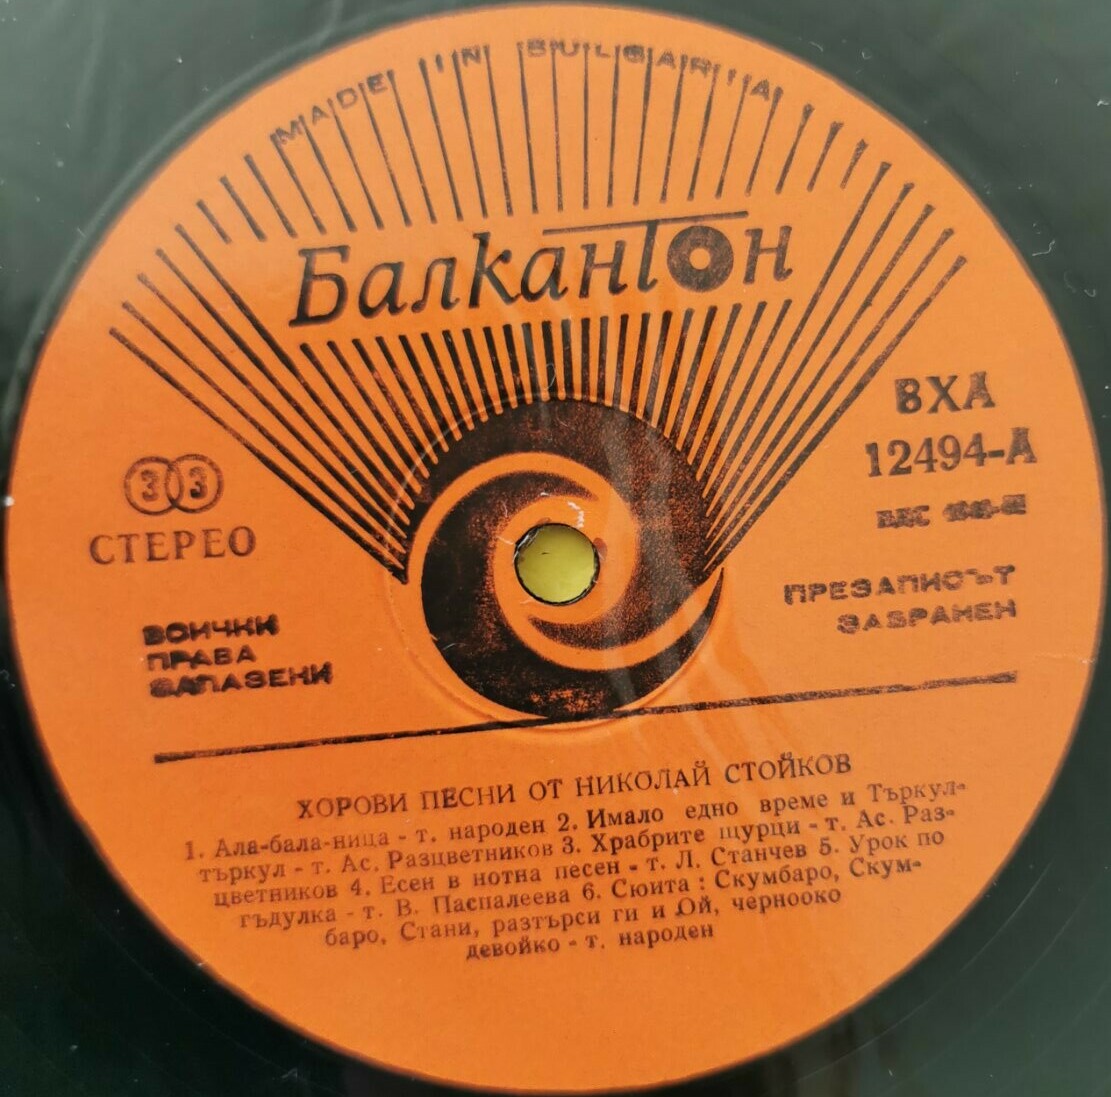 MADE IN BULGARIA
Балкантон
ВХА
12494-А
33
СТЕРЕО
БДС
ПРЕЗАПИСЪТ
ЗАБРАНЕН
ВСИЧКИ
ПРАВА
ЗАПАЗЕНИ
ХОРОВИ ПЕСНИ ОТ НИКОЛАЙ СТОЙКОВ
1. Ала-бала-ница - т. народен 2. Имало едно време и Търкул-
търкул - т. Ас. Разцветников 3. Храбрите щурци - т. Ас. Раз-
цветников 4. Есен в нотна песен - т. Л. Станчев 5. Урок по
гъдулка - т. В. Паспалеева 6. Сюита : Скумбаро, Скум-
баро, Стани, разтърси ги и Ой, чернооко
девойко - т. народен